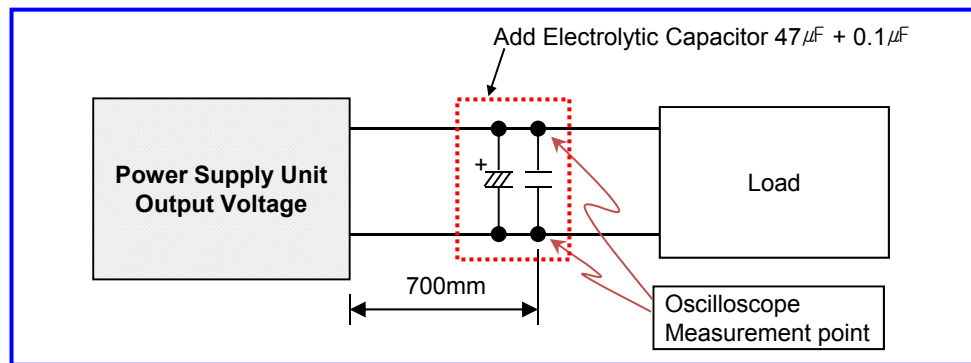 Add Electrolytic Capacitor 47㎌ + 0.1㎌
+
Power Supply Unit
Output Voltage
Load
700mm
Oscilloscope
Measurement point